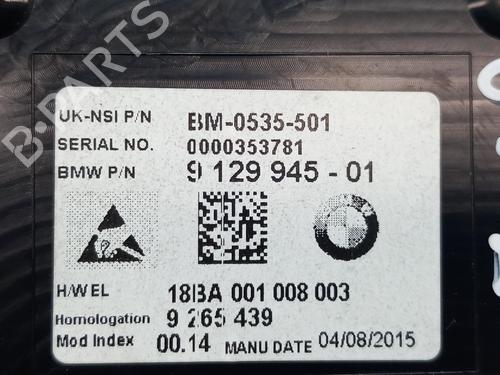 B-PARTS
UK-NSI P/N BM-0535-501
SERIAL NO. 0000353781
BMW P/N 9 129 945 - 01
H/W EL 18BA 001 008 003
Homologation 9 265 439
Mod Index 00.14 MANU DATE 04/08/2015